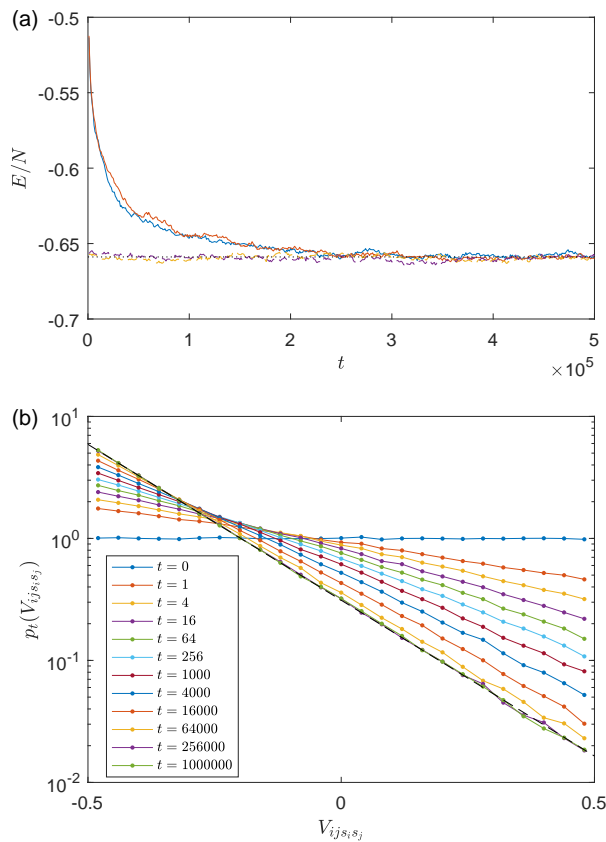 (a)
-0.5
-0.55
-0.6
-0.65
-0.7
E/N
0 1 2 3 4 5
t
×10^5
(b)
10^1
10^0
10^-1
10^-2
p_t(V_{ijs_is_j})
t = 0
t = 1
t = 4
t = 16
t = 64
t = 256
t = 1000
t = 4000
t = 16000
t = 64000
t = 256000
t = 1000000
-0.5 0 0.5
V_{ijs_is_j}